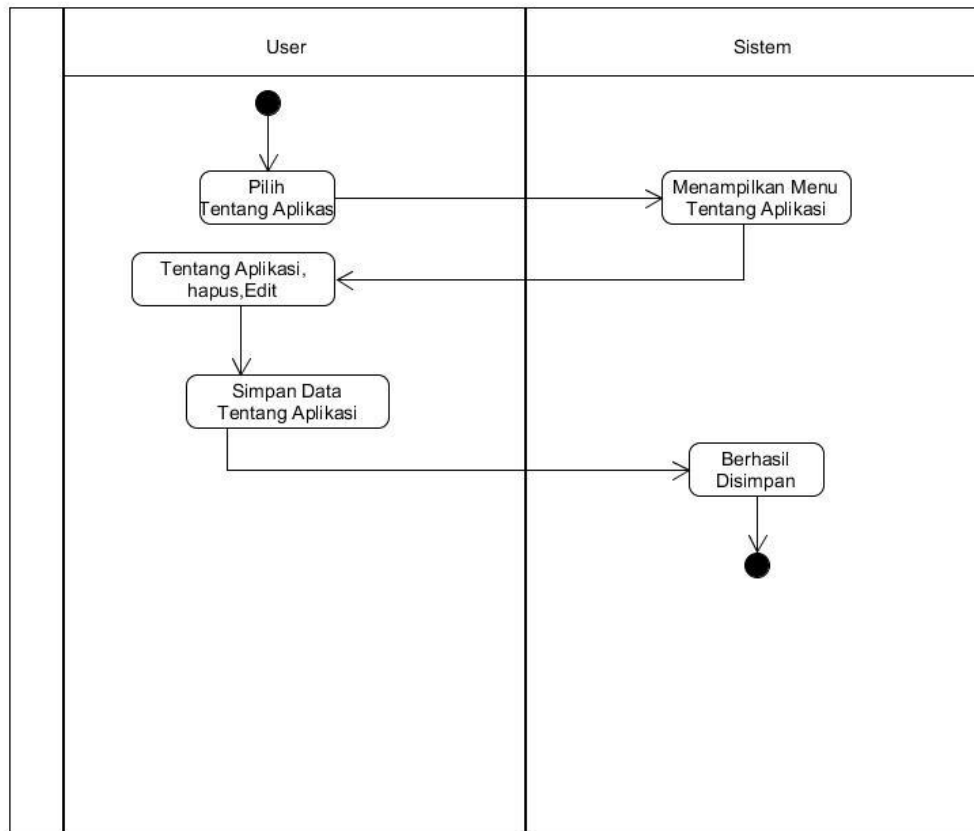 User
Sistem
Pilih
Tentang Aplikas
Menampilkan Menu
Tentang Aplikasi
Tentang Aplikasi,
hapus,Edit
Simpan Data
Tentang Aplikasi
Berhasil
Disimpan